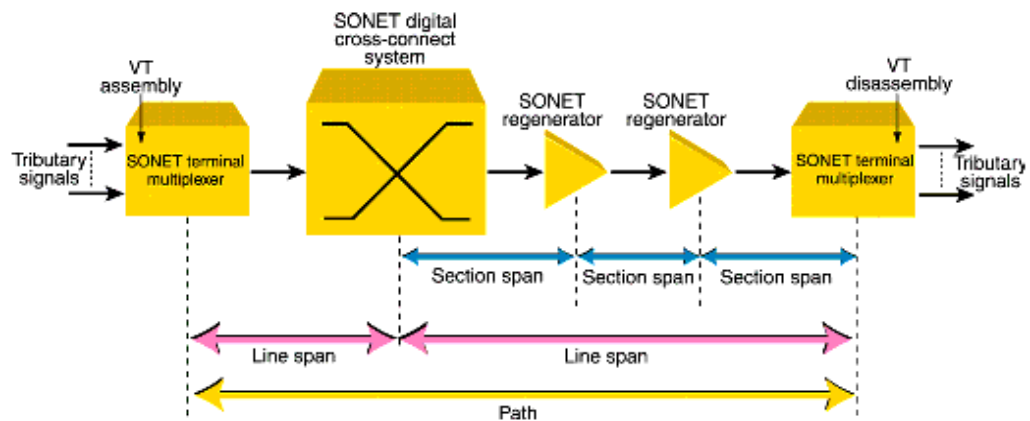 SONET digital
cross-connect
system
VT
assembly
VT
disassembly
SONET
regenerator
SONET
regenerator
Tributary
signals
SONET terminal
multiplexer
SONET terminal
multiplexer
Tributary
signals
Section span
Section span
Section span
Line span
Line span
Path